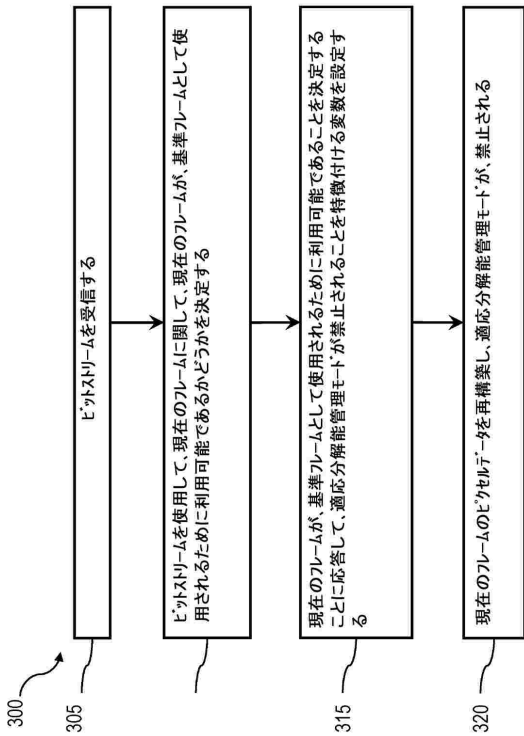 300
305
ビットストリームを受信する
ビットストリームを使用して、現在のフレームに関して、現在のフレームが、基準フレームとして使
用されるために利用可能であるかどうかを決定する
315
現在のフレームが、基準フレームとして使用されるために利用可能であることを決定する
ことに応答して、適応分解能管理モードが禁止されることを特徴付ける変数を設定す
る
320
現在のフレームのピクセルデータを再構築し、適応分解能管理モードが、禁止される